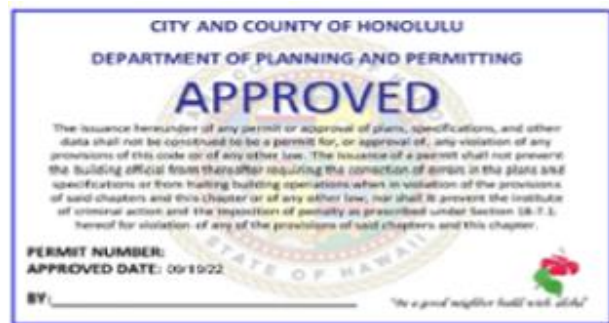 CITY AND COUNTY OF HONOLULU
DEPARTMENT OF PLANNING AND PERMITTING
APPROVED
The issuance hereunder of any permit or approval of plans, specifications, and other
data shall not be construed to be a permit for, or approval of, any violation of any
provisions of this code or of any other law. The issuance of a permit shall not prevent
the building official from thereafter requiring the correction of errors in the plans and
specifications or from halting building operations when in violation of the provisions
of said chapters and this chapter or of any other law; nor shall it prevent the institute
of criminal action and the imposition of penalty as prescribed under Section 18-7.1;
hereof for violation of any of the provisions of said chapters and this chapter.
PERMIT NUMBER:
APPROVED DATE:
BY:
STATE OF HAWAII
"Be a good neighbor build with aloha"